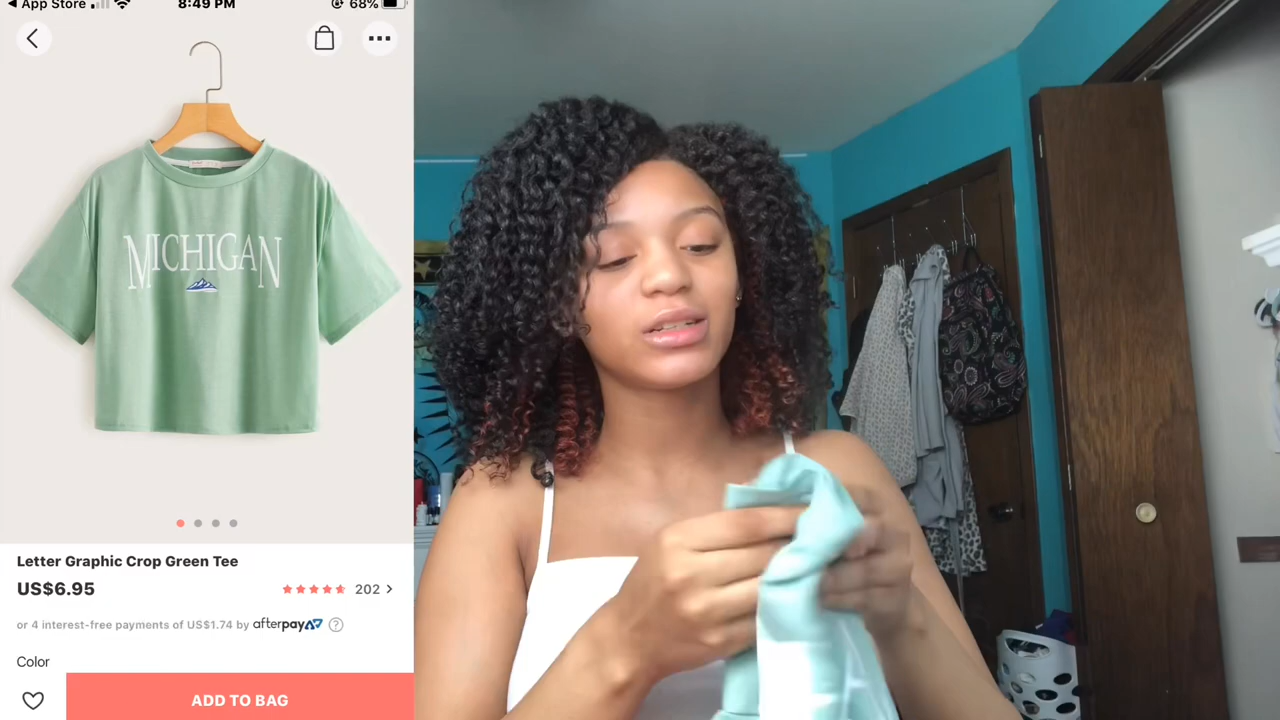 App Store
8:49 PM
68%
MICHIGAN
Letter Graphic Crop Green Tee
US$6.95
202
or 4 interest-free payments of US$1.74 by afterpay
?
Color
ADD TO BAG